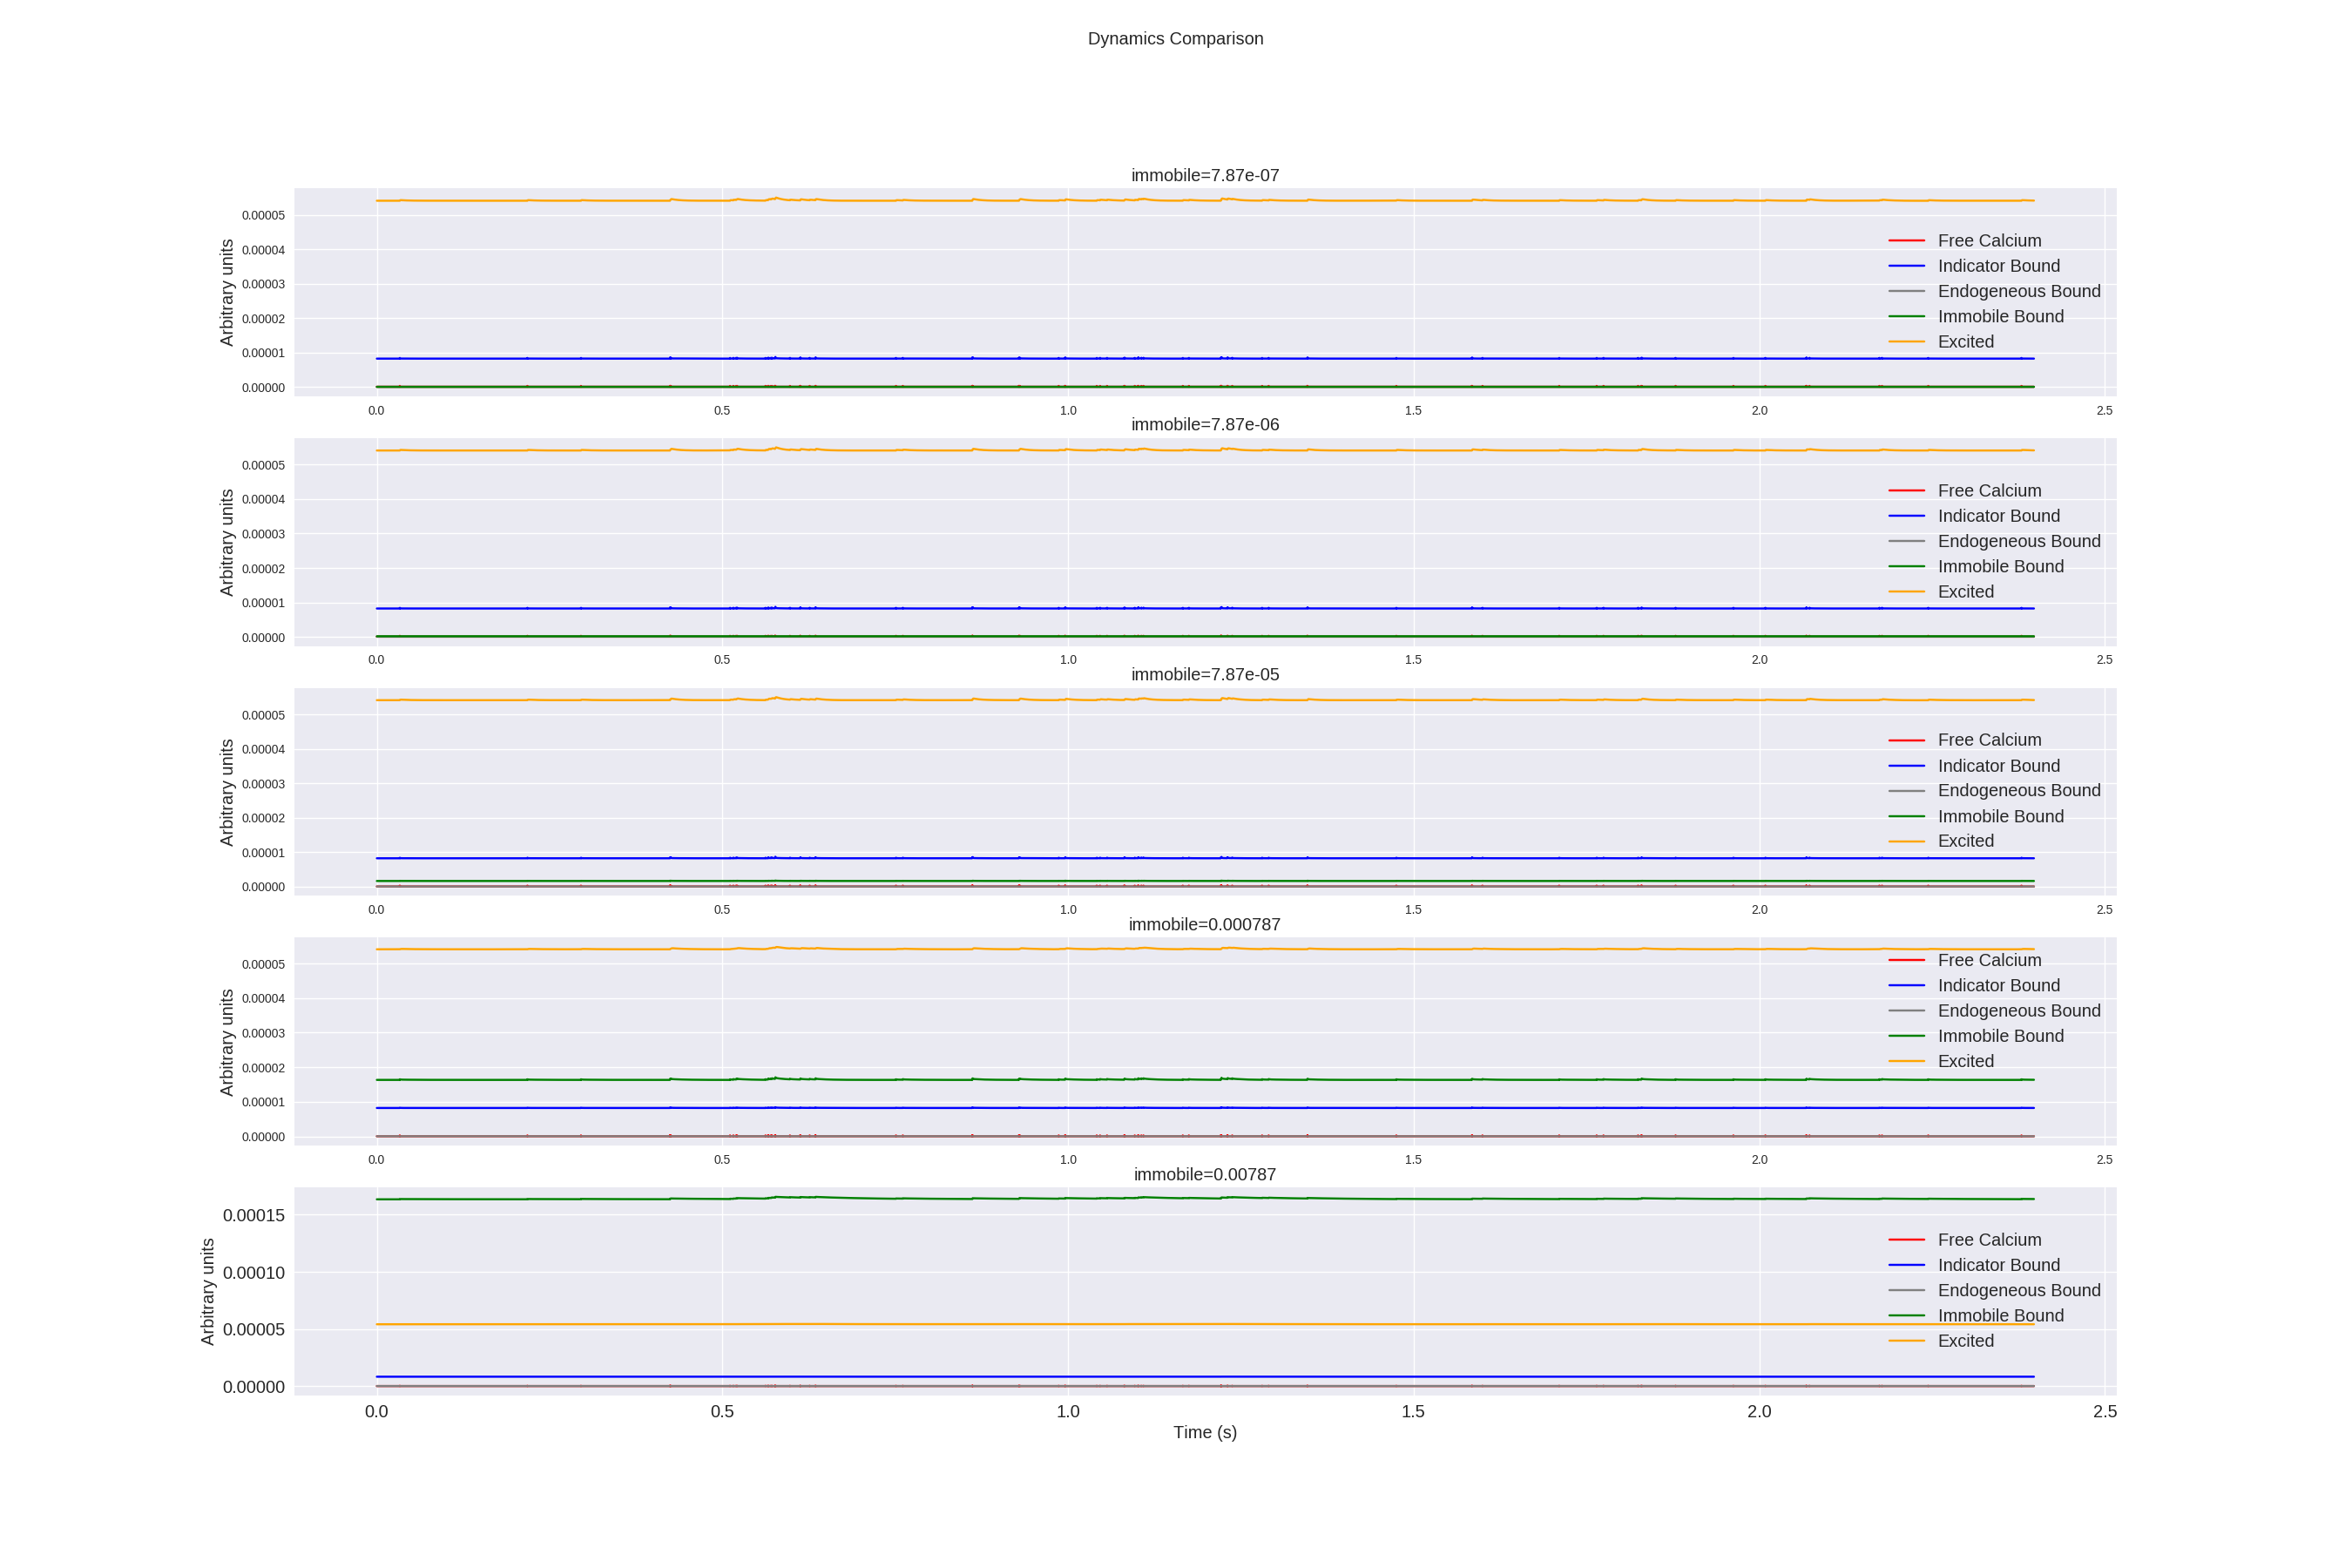 Dynamics Comparison
immobile=7.87e-07
Arbitrary units
0.00005
0.00004
0.00003
0.00002
0.00001
0.00000
Free Calcium
Indicator Bound
Endogeneous Bound
Immobile Bound
Excited
0.0 0.5 1.0 1.5 2.0 2.5
immobile=7.87e-06
Arbitrary units
0.00005
0.00004
0.00003
0.00002
0.00001
0.00000
Free Calcium
Indicator Bound
Endogeneous Bound
Immobile Bound
Excited
0.0 0.5 1.0 1.5 2.0 2.5
immobile=7.87e-05
Arbitrary units
0.00005
0.00004
0.00003
0.00002
0.00001
0.00000
Free Calcium
Indicator Bound
Endogeneous Bound
Immobile Bound
Excited
0.0 0.5 1.0 1.5 2.0 2.5
immobile=0.000787
Arbitrary units
0.00005
0.00004
0.00003
0.00002
0.00001
0.00000
Free Calcium
Indicator Bound
Endogeneous Bound
Immobile Bound
Excited
0.0 0.5 1.0 1.5 2.0 2.5
immobile=0.00787
Arbitrary units
0.00015
0.00010
0.00005
0.00000
Free Calcium
Indicator Bound
Endogeneous Bound
Immobile Bound
Excited
0.0 0.5 1.0 1.5 2.0 2.5
Time (s)